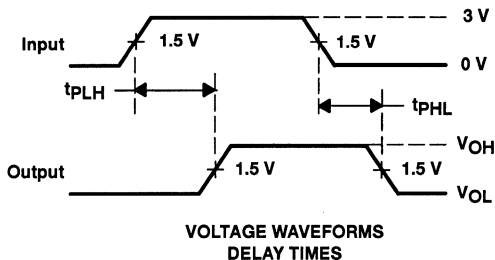 3 V
Input
1.5 V
1.5 V
0 V
tPLH
tPHL
VOH
Output
1.5 V
1.5 V
VOL
VOLTAGE WAVEFORMS
DELAY TIMES